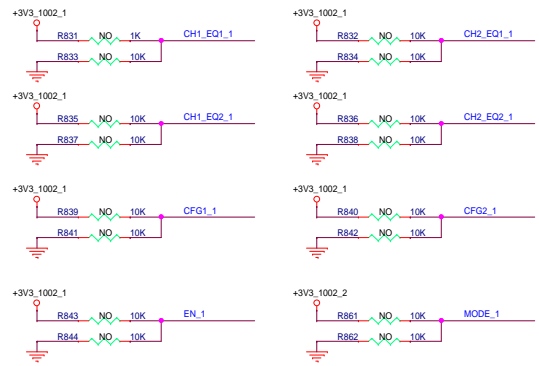 +3V3_1002_1 +3V3_1002_1
R831 NO 1K CH1_EQ1_1 R832 NO 10K CH2_EQ1_1
R833 NO 10K R834 NO 10K
+3V3_1002_1 +3V3_1002_1
R835 NO 10K CH1_EQ2_1 R836 NO 10K CH2_EQ2_1
R837 NO 10K R838 NO 10K
+3V3_1002_1 +3V3_1002_1
R839 NO 10K CFG1_1 R840 NO 10K CFG2_1
R841 NO 10K R842 NO 10K
+3V3_1002_1 +3V3_1002_2
R843 NO 10K EN_1 R861 NO 10K MODE_1
R844 NO 10K R862 NO 10K